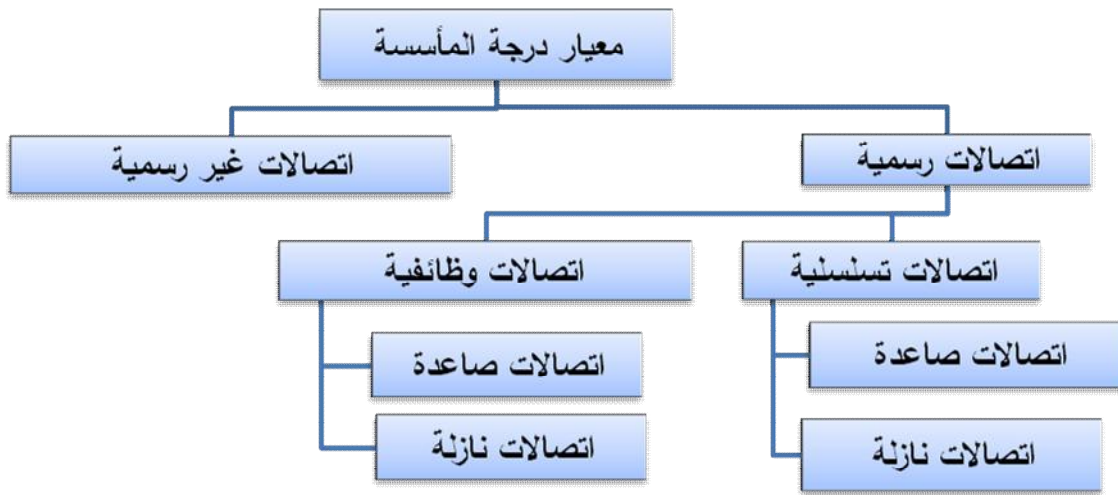 معيار درجة المأسسة
اتصالات رسمية
اتصالات غير رسمية
اتصالات تسلسلية
اتصالات وظائفية
اتصالات صاعدة
اتصالات صاعدة
اتصالات نازلة
اتصالات نازلة